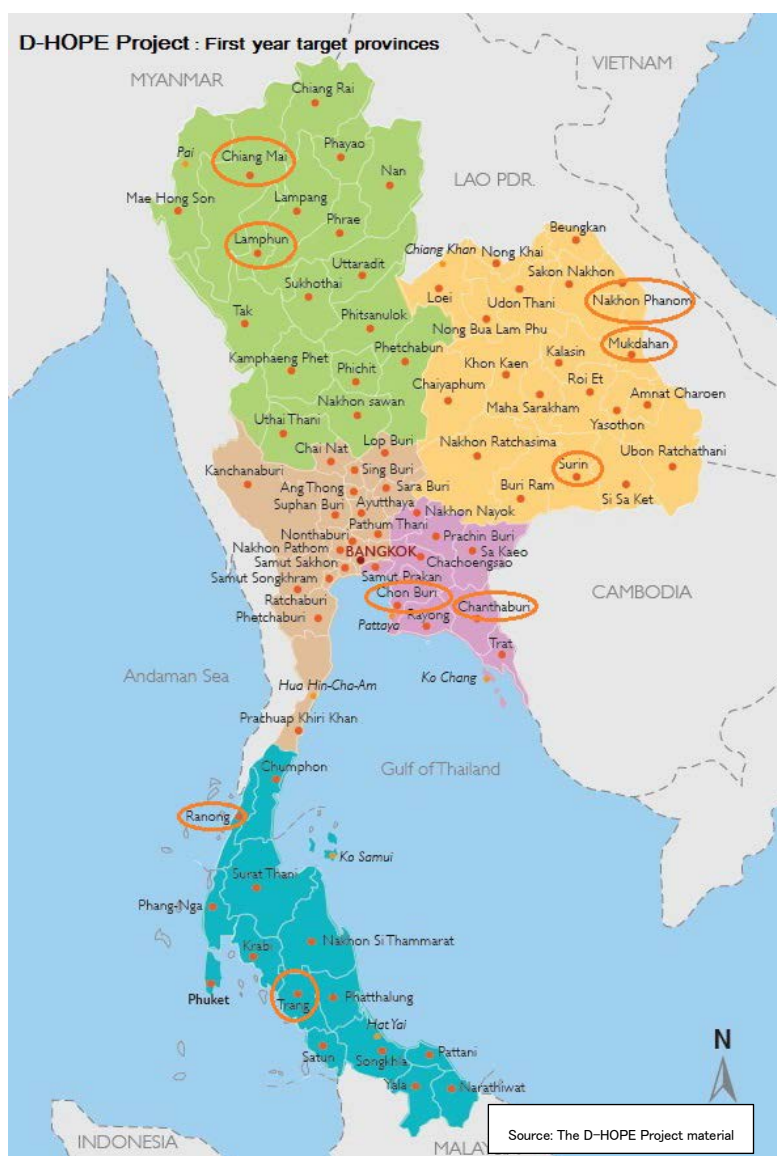 D-HOPE Project : First year target provinces
VIETNAM
MYANMAR
Chiang Rai
Pai
Chiang Mai
Phayao
Nan
LAO PDR.
Mae Hong Son
Lampang
Phrae
Lamphun
Beungkan
Chiang Khan
Nong Khai
Uttaradit
Sakon Nakhon
Sukhothai
Loei
Udon Thani
Nakhon Phanom
Tak
Phitsanulok
Nong Bua Lam Phu
Mukdahan
Phetchabun
Kamphaeng Phet
Khon Kaen
Kalasin
Phichit
Chaiyaphum
Roi Et
Amnat Charoen
Nakhon sawan
Maha Sarakham
Yasothon
Uthai Thani
Lop Buri
Nakhon Ratchasima
Ubon Ratchathani
Chai Nat
Surin
Kanchanaburi
Sing Buri
Ang Thong
Sara Buri
Buri Ram
Si Sa Ket
Suphan Buri
Ayutthaya
Nakhon Nayok
Nonthaburi
Pathum Thani
Prachin Buri
Nakhon Pathom
BANGKOK
Sa Kaeo
Samut Sakhon
Chachoengsao
Samut Songkhram
Samut Prakan
CAMBODIA
Ratchaburi
Chon Buri
Chanthaburi
Phetchaburi
Pattaya
Rayong
Trat
Andaman Sea
Ko Chang
Hua Hin-Cha-Am
Prachuap Khiri Khan
Gulf of Thailand
Chumphon
Ranong
Ko Samui
Surat Thani
Phang-Nga
Krabi
Nakhon Si Thammarat
Phuket
Trang
Phatthalung
Hat Yai
N
Satun
Songkhla
Pattani
Yala
Narathiwat
Source: The D-HOPE Project material
INDONESIA
MALAY